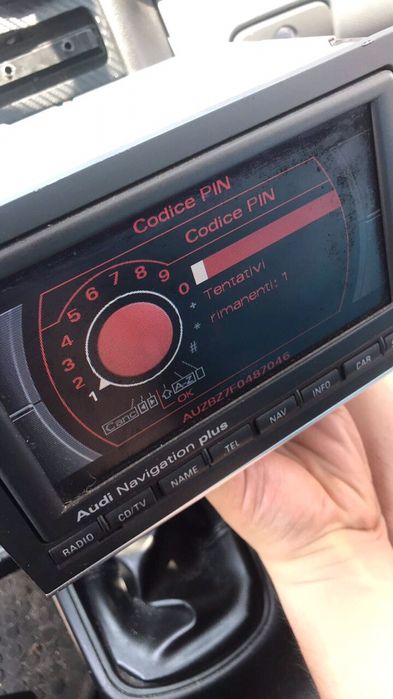 Codice PIN
Codice PIN
Tentativi
rimanenti: 1
0
9
8
7
6
5
4
3
2
1
+
*
#
Canc
A-Z
OK
AUZBZ7F0487046
Audi Navigation plus
RADIO
CD/TV
NAME
TEL
NAV
INFO
CAR